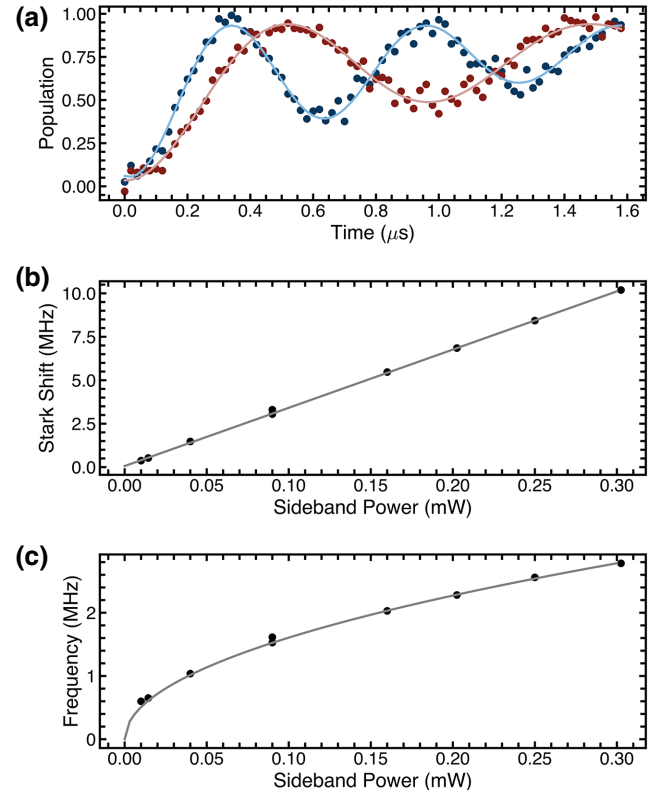 (a)
1.00
0.75
0.50
0.25
0.00
Population
0.0 0.2 0.4 0.6 0.8 1.0 1.2 1.4 1.6
Time (μs)
(b)
10.0
7.5
5.0
2.5
0.0
Stark Shift (MHz)
0.00 0.05 0.10 0.15 0.20 0.25 0.30
Sideband Power (mW)
(c)
2
1
0
Frequency (MHz)
0.00 0.05 0.10 0.15 0.20 0.25 0.30
Sideband Power (mW)